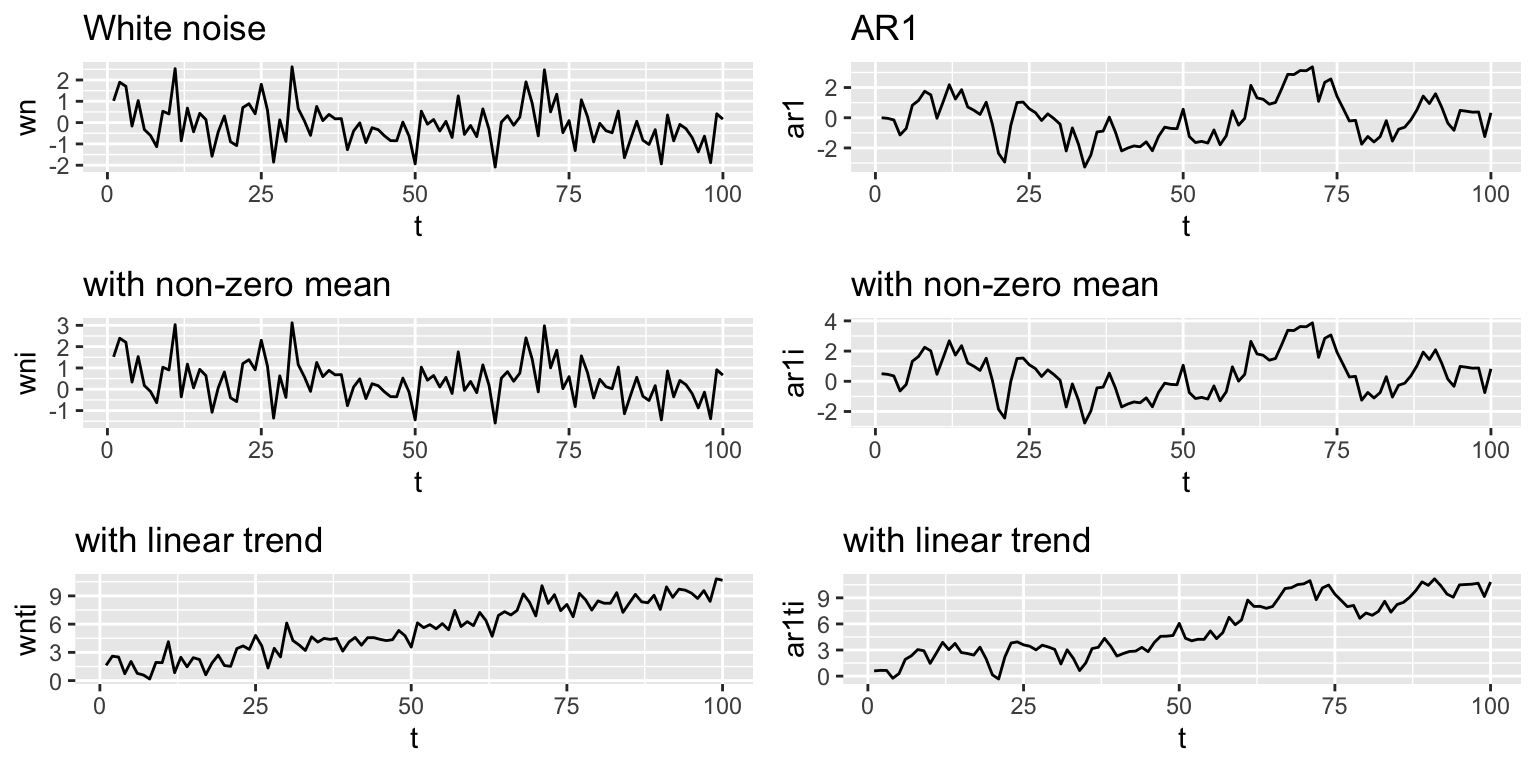 White noise
wn
2
1
0
-1
-2
0 25 50 75 100
t
AR1
ar1
2
0
-2
0 25 50 75 100
t
with non-zero mean
wni
3
2
1
0
-1
0 25 50 75 100
t
with non-zero mean
ar1i
4
2
0
-2
0 25 50 75 100
t
with linear trend
wnti
9
6
3
0
0 25 50 75 100
t
with linear trend
ar1ti
9
6
3
0
0 25 50 75 100
t